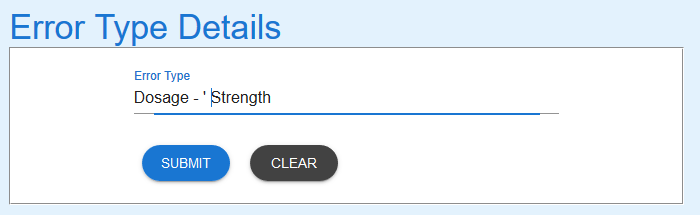 Error Type Details
Error Type
Dosage - ' Strength
SUBMIT
CLEAR